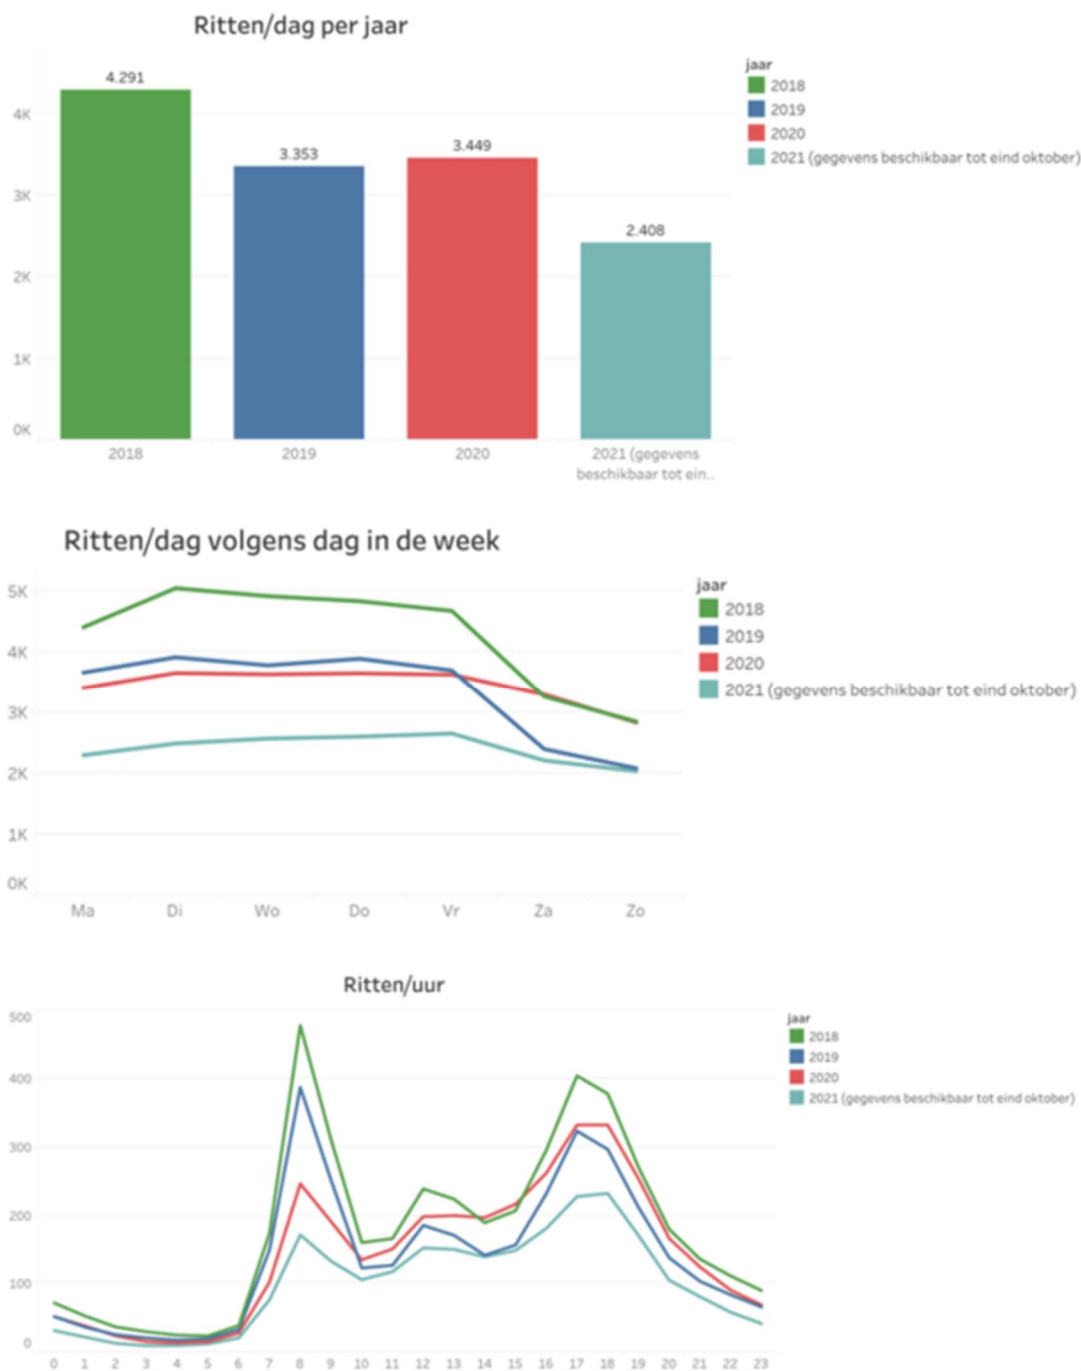 Ritten/dag per jaar
4.291
3.353
3.449
2.408
4K
3K
2K
1K
0K
2018
2019
2020
2021 (gegevens
beschikbaar tot ein..
jaar
2018
2019
2020
2021 (gegevens beschikbaar tot eind oktober)
Ritten/dag volgens dag in de week
5K
4K
3K
2K
1K
0K
Ma
Di
Wo
Do
Vr
Za
Zo
jaar
2018
2019
2020
2021 (gegevens beschikbaar tot eind oktober)
Ritten/uur
500
400
300
200
100
0
0 1 2 3 4 5 6 7 8 9 10 11 12 13 14 15 16 17 18 19 20 21 22 23
jaar
2018
2019
2020
2021 (gegevens beschikbaar tot eind oktober)